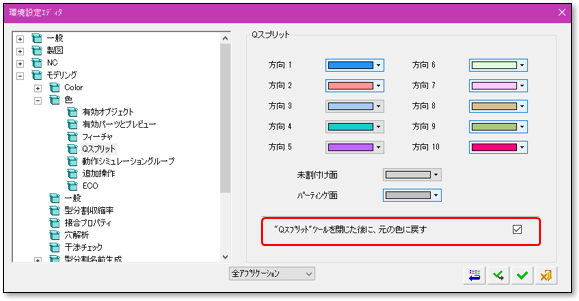 環境設定エディタ
一般
製図
NC
モデリング
Color
色
有効オブジェクト
有効パーツとプレビュー
フィーチャ
Qスプリット
動作シミュレーショングループ
追加操作
ECO
一般
型分割収縮率
接合プロパティ
穴解析
干渉チェック
型分割名前生成
Qスプリット
方向 1 方向 6
方向 2 方向 7
方向 3 方向 8
方向 4 方向 9
方向 5 方向 10
未割付け面
パーティング面
"Qスプリット"ツールを閉じた後に、元の色に戻す
全アプリケーション